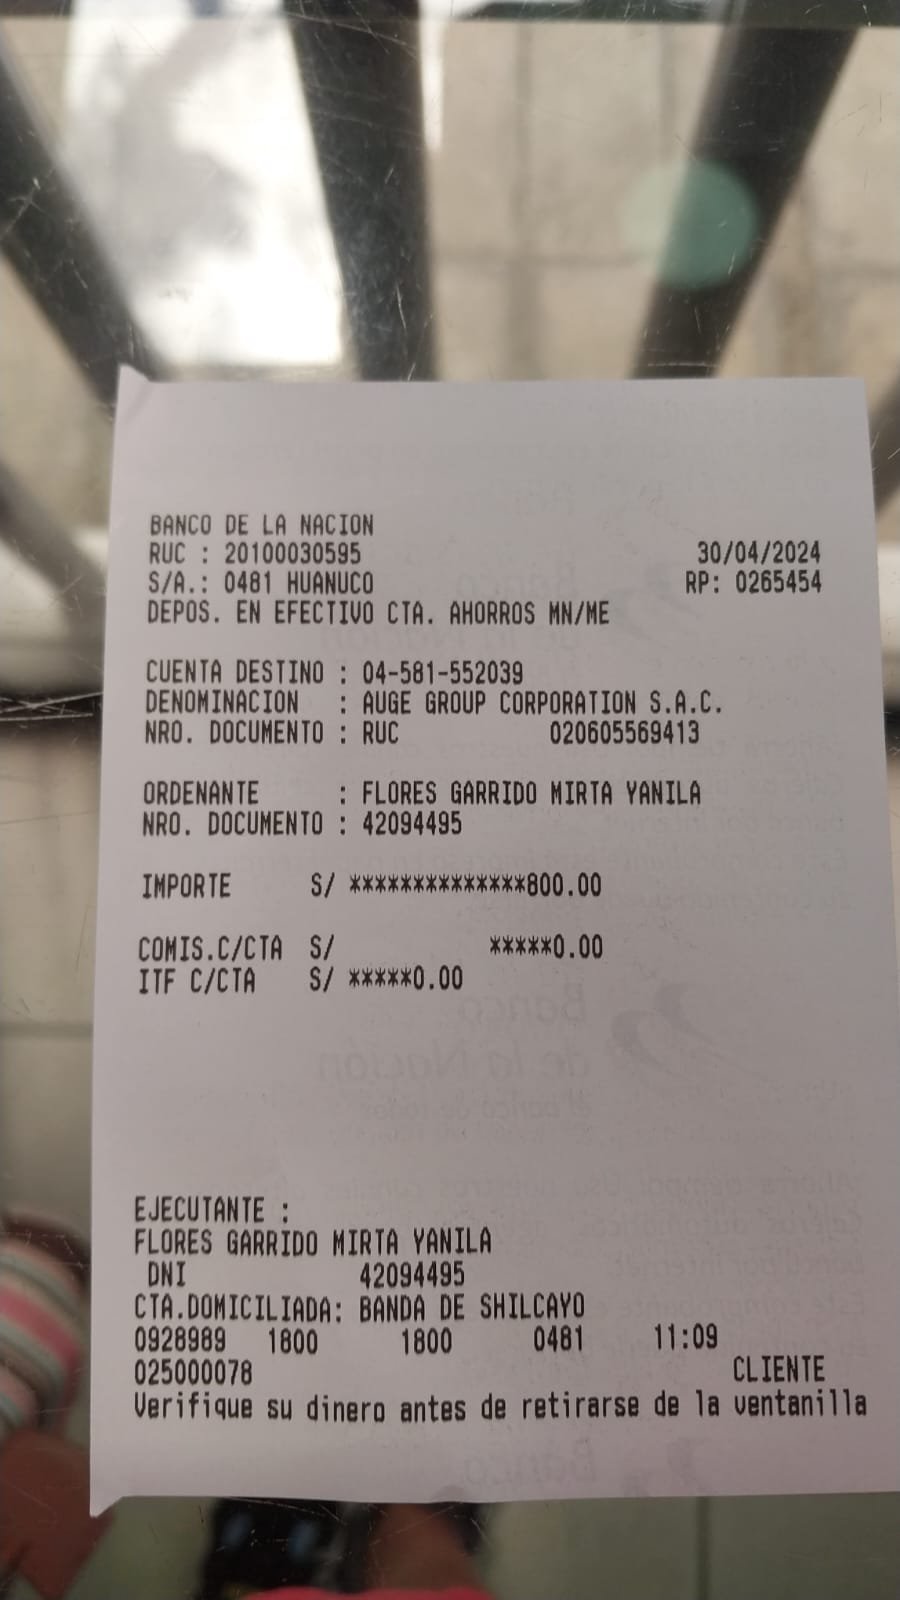 BANCO DE LA NACION
RUC : 20100030595 30/04/2024
S/A.: 0481 HUANUCO RP: 0265454
DEPOS. EN EFECTIVO CTA. AHORROS MN/ME
CUENTA DESTINO : 04-581-552039
DENOMINACION : AUGE GROUP CORPORATION S.A.C.
NRO. DOCUMENTO : RUC 020605569413
ORDENANTE : FLORES GARRIDO MIRTA YANILA
NRO. DOCUMENTO : 42094495
IMPORTE S/ **************800.00
COMIS.C/CTA S/ *****0.00
ITF C/CTA S/ *****0.00
EJECUTANTE :
FLORES GARRIDO MIRTA YANILA
DNI 42094495
CTA.DOMICILIADA: BANDA DE SHILCAYO
0928989 1800 1800 0481 11:09
025000078 CLIENTE
Verifique su dinero antes de retirarse de la ventanilla